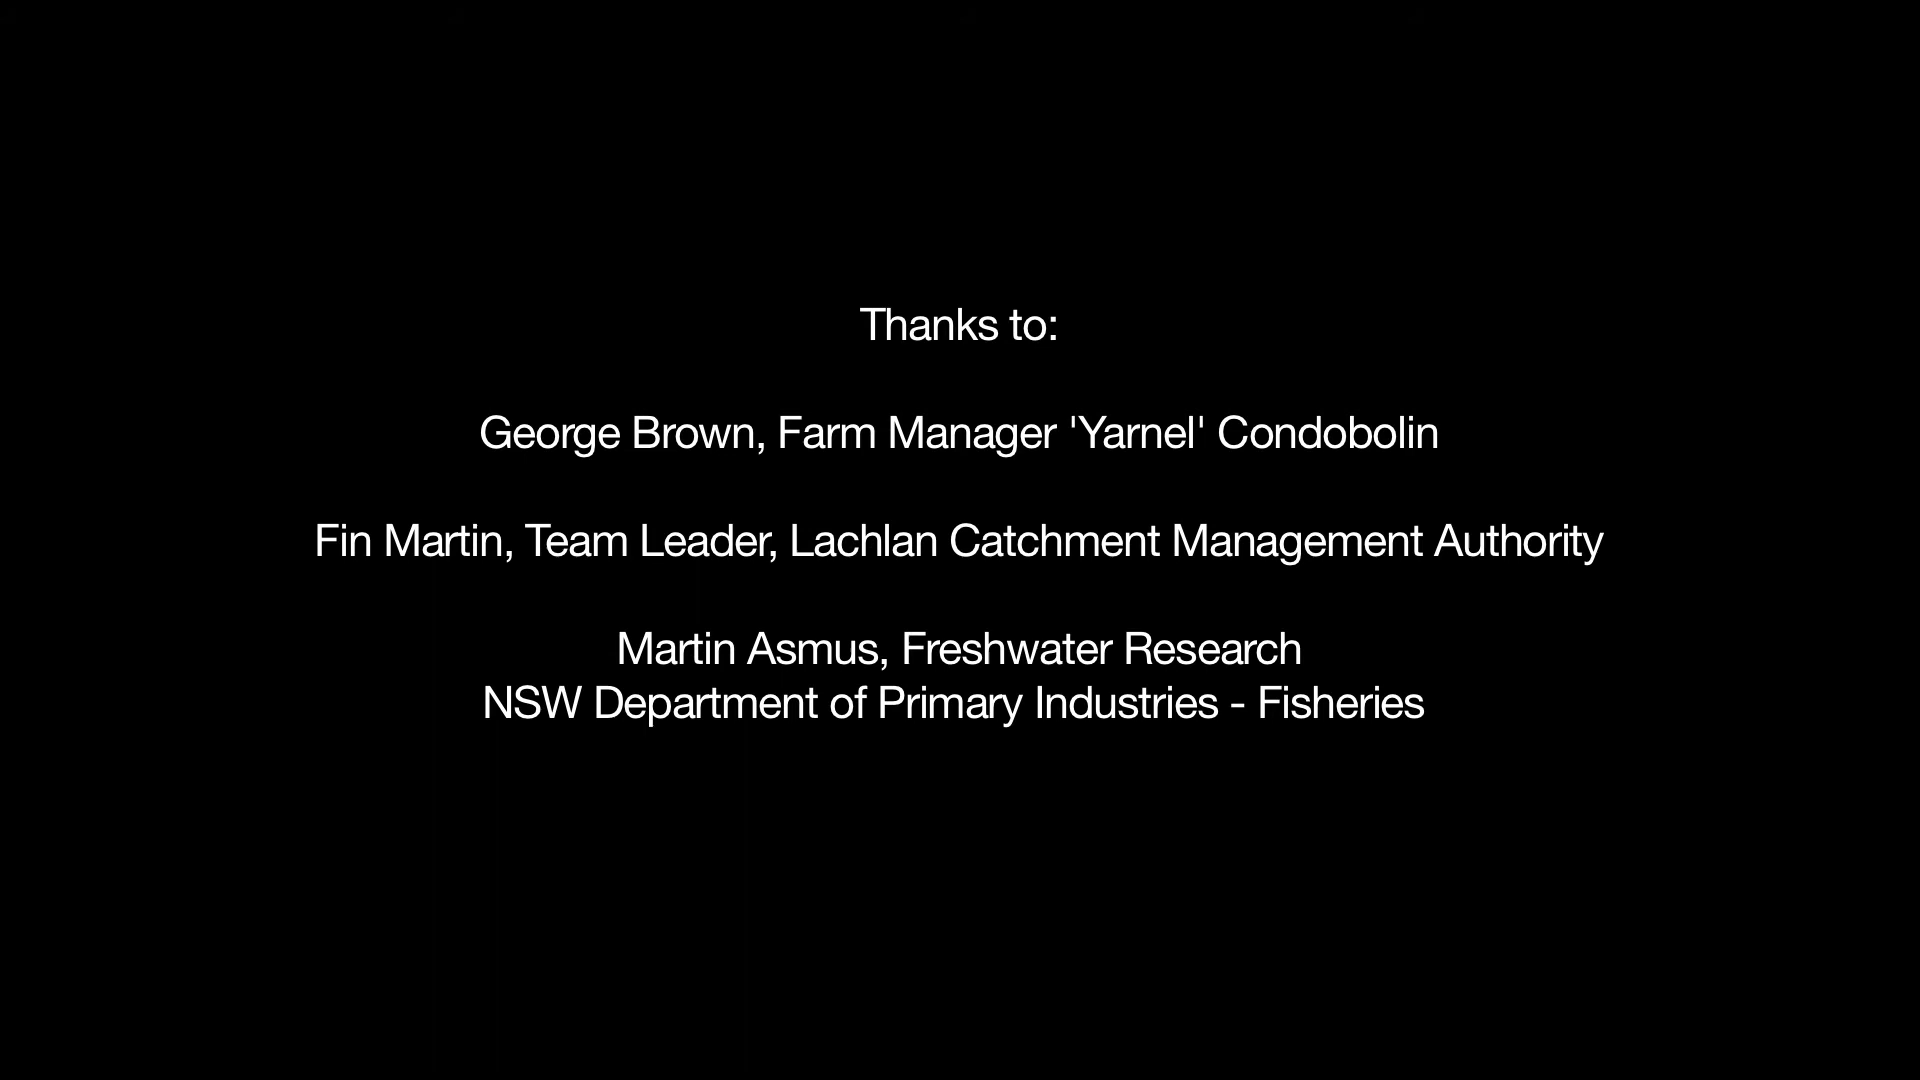 Thanks to:
George Brown, Farm Manager 'Yarnel' Condobolin
Fin Martin, Team Leader, Lachlan Catchment Management Authority
Martin Asmus, Freshwater Research
NSW Department of Primary Industries - Fisheries